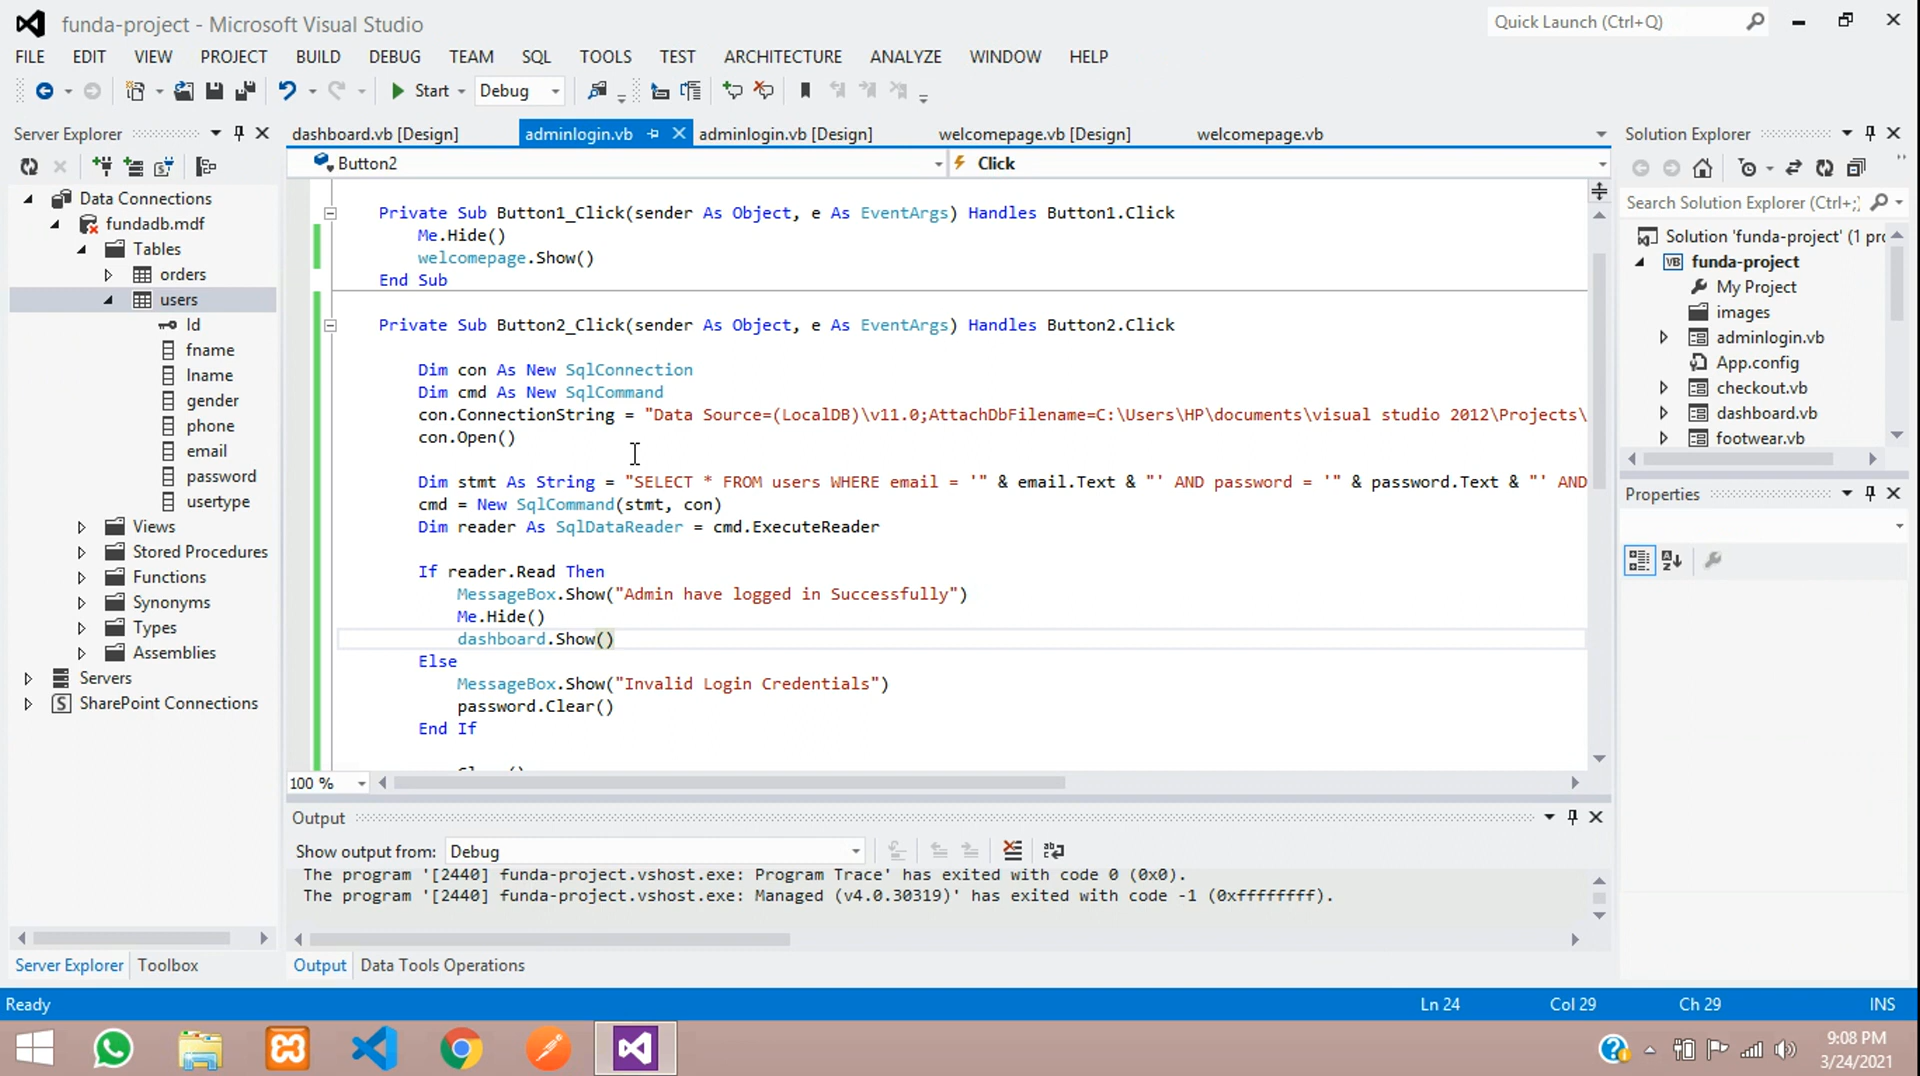 funda-project - Microsoft Visual Studio
Quick Launch (Ctrl+Q)
FILE EDIT VIEW PROJECT BUILD DEBUG TEAM SQL TOOLS TEST ARCHITECTURE ANALYZE WINDOW HELP
Start Debug
Server Explorer
dashboard.vb [Design] adminlogin.vb adminlogin.vb [Design] welcomepage.vb [Design] welcomepage.vb
Solution Explorer
Button2 Click
Data Connections
fundadb.mdf
Tables
orders
users
Id
fname
lname
gender
phone
email
password
usertype
Views
Stored Procedures
Functions
Synonyms
Types
Assemblies
Servers
SharePoint Connections
Server Explorer Toolbox
Private Sub Button1_Click(sender As Object, e As EventArgs) Handles Button1.Click
Me.Hide()
welcomepage.Show()
End Sub
Private Sub Button2_Click(sender As Object, e As EventArgs) Handles Button2.Click
Dim con As New SqlConnection
Dim cmd As New SqlCommand
con.ConnectionString = "Data Source=(LocalDB)\v11.0;AttachDbFilename=C:\Users\HP\documents\visual studio 2012\Projects\
con.Open()
Dim stmt As String = "SELECT * FROM users WHERE email = '" & email.Text & "' AND password = '" & password.Text & "' AND
cmd = New SqlCommand(stmt, con)
Dim reader As SqlDataReader = cmd.ExecuteReader
If reader.Read Then
MessageBox.Show("Admin have logged in Successfully")
Me.Hide()
dashboard.Show()
Else
MessageBox.Show("Invalid Login Credentials")
password.Clear()
End If
100 %
Output
Show output from: Debug
The program '[2440] funda-project.vshost.exe: Program Trace' has exited with code 0 (0x0).
The program '[2440] funda-project.vshost.exe: Managed (v4.0.30319)' has exited with code -1 (0xffffffff).
Output Data Tools Operations
Search Solution Explorer (Ctrl+;)
Solution 'funda-project' (1 pro
funda-project
My Project
images
adminlogin.vb
App.config
checkout.vb
dashboard.vb
footwear.vb
Properties
Ready Ln 24 Col 29 Ch 29 INS
9:08 PM
3/24/2021